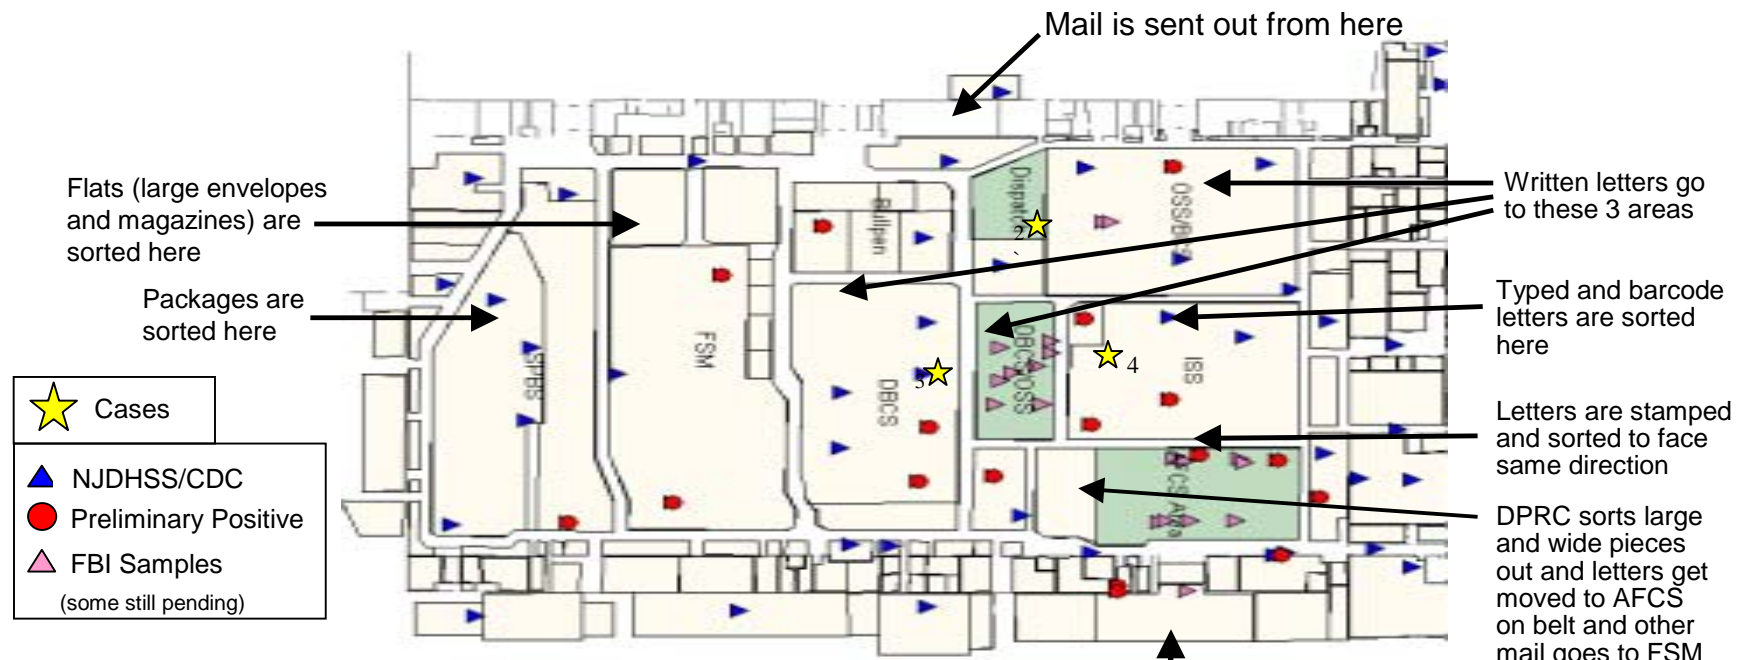 Mail is sent out from here
Flats (large envelopes
and magazines) are
sorted here
Packages are
sorted here
Written letters go
to these 3 areas
Typed and barcode
letters are sorted
here
Letters are stamped
and sorted to face
same direction
DPRC sorts large
and wide pieces
out and letters get
moved to AFCS
on belt and other
mail goes to FSM
Cases
NJDHSS/CDC
Preliminary Positive
FBI Samples
(some still pending)
SPBS
FSM
Bullpen
DBCS
2
3
4
ISS